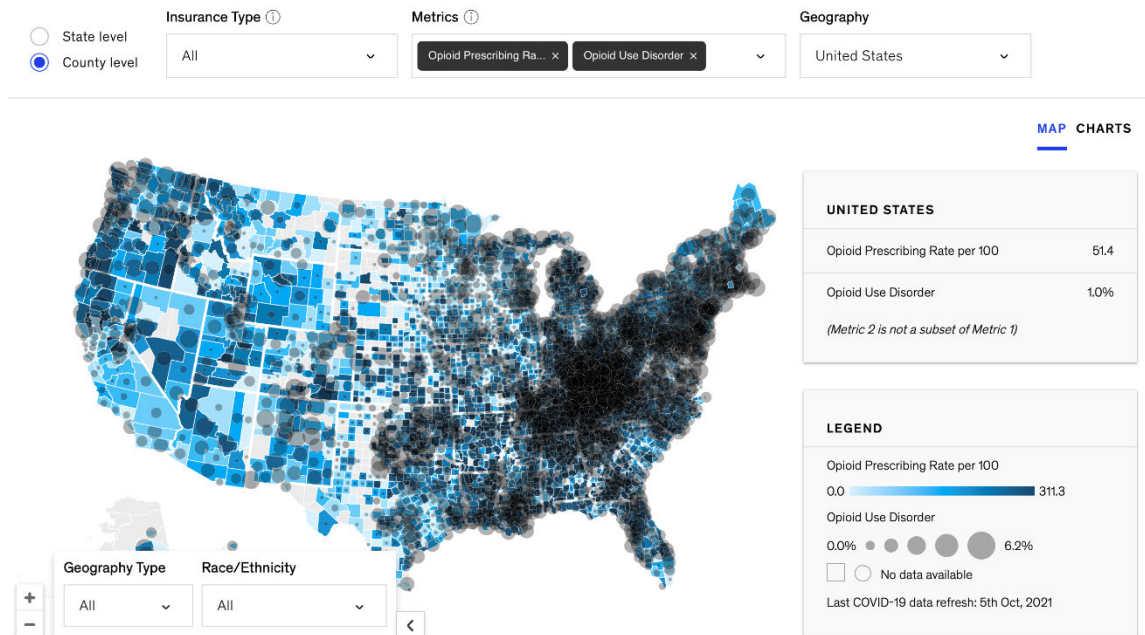 State level
County level
Insurance Type ⓘ
All
Metrics ⓘ
Opioid Prescribing Ra... ×
Opioid Use Disorder ×
Geography
United States
MAP CHARTS
UNITED STATES
Opioid Prescribing Rate per 100 51.4
Opioid Use Disorder 1.0%
(Metric 2 is not a subset of Metric 1)
LEGEND
Opioid Prescribing Rate per 100
0.0 311.3
Opioid Use Disorder
0.0% 6.2%
No data available
Last COVID-19 data refresh: 5th Oct, 2021
Geography Type
All
Race/Ethnicity
All
+
−